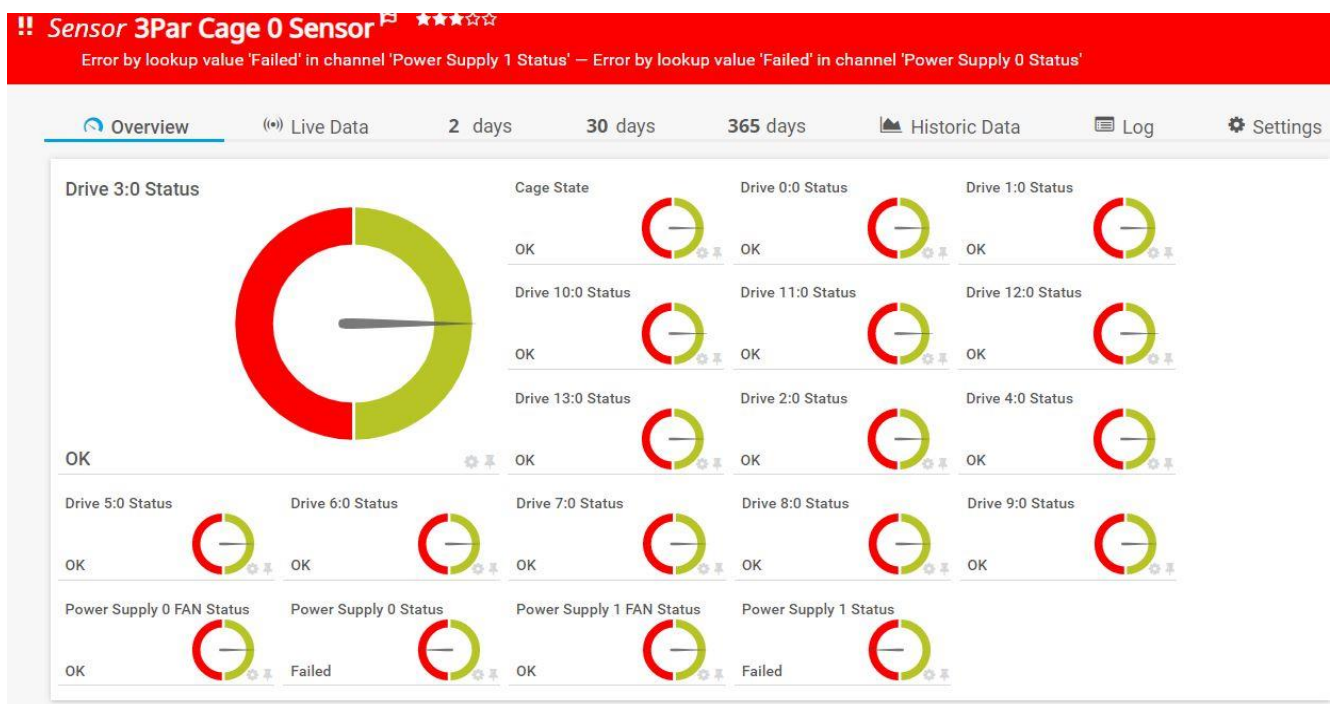 !! Sensor 3Par Cage 0 Sensor
Error by lookup value 'Failed' in channel 'Power Supply 1 Status' — Error by lookup value 'Failed' in channel 'Power Supply 0 Status'
Overview Live Data 2 days 30 days 365 days Historic Data Log Settings
Drive 3:0 Status
OK
Cage State
OK
Drive 0:0 Status
OK
Drive 1:0 Status
OK
Drive 10:0 Status
OK
Drive 11:0 Status
OK
Drive 12:0 Status
OK
Drive 13:0 Status
OK
Drive 2:0 Status
OK
Drive 4:0 Status
OK
Drive 5:0 Status
OK
Drive 6:0 Status
OK
Drive 7:0 Status
OK
Drive 8:0 Status
OK
Drive 9:0 Status
OK
Power Supply 0 FAN Status
OK
Power Supply 0 Status
Failed
Power Supply 1 FAN Status
OK
Power Supply 1 Status
Failed